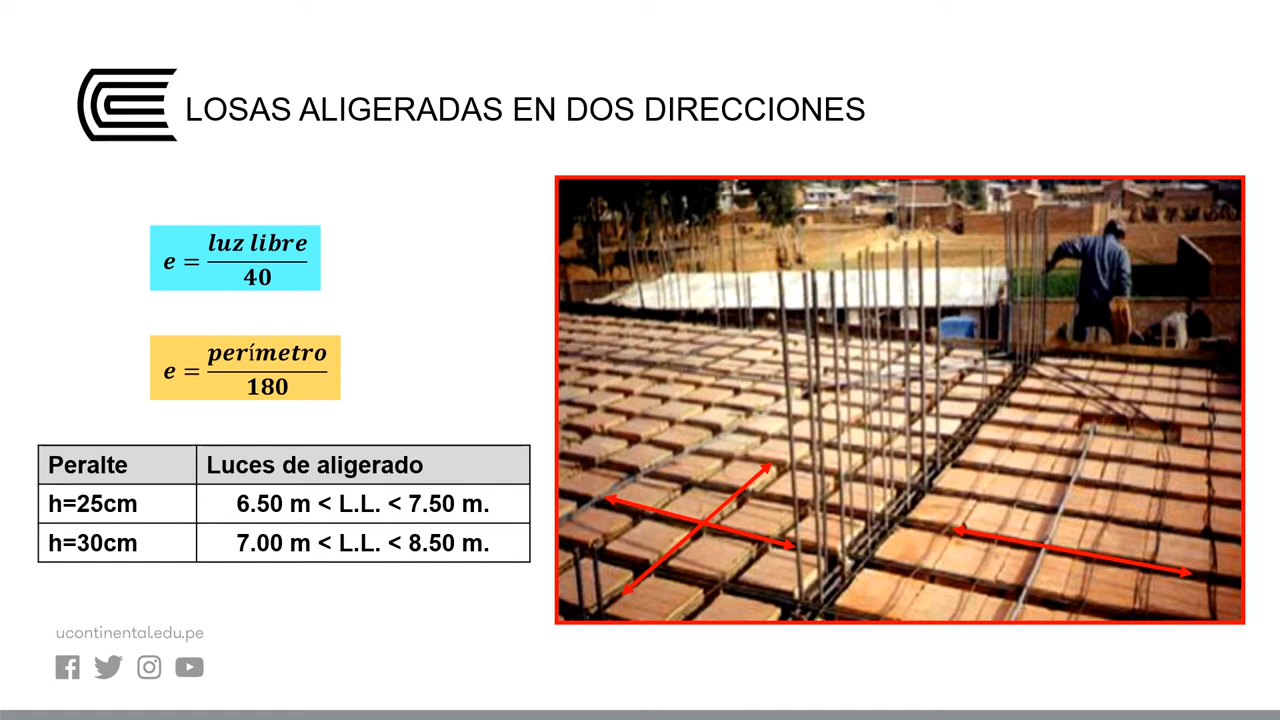 LOSAS ALIGERADAS EN DOS DIRECCIONES
e = luz libre / 40
e = perímetro / 180
Peralte Luces de aligerado
h=25cm 6.50 m < L.L. < 7.50 m.
h=30cm 7.00 m < L.L. < 8.50 m.
ucontinental.edu.pe